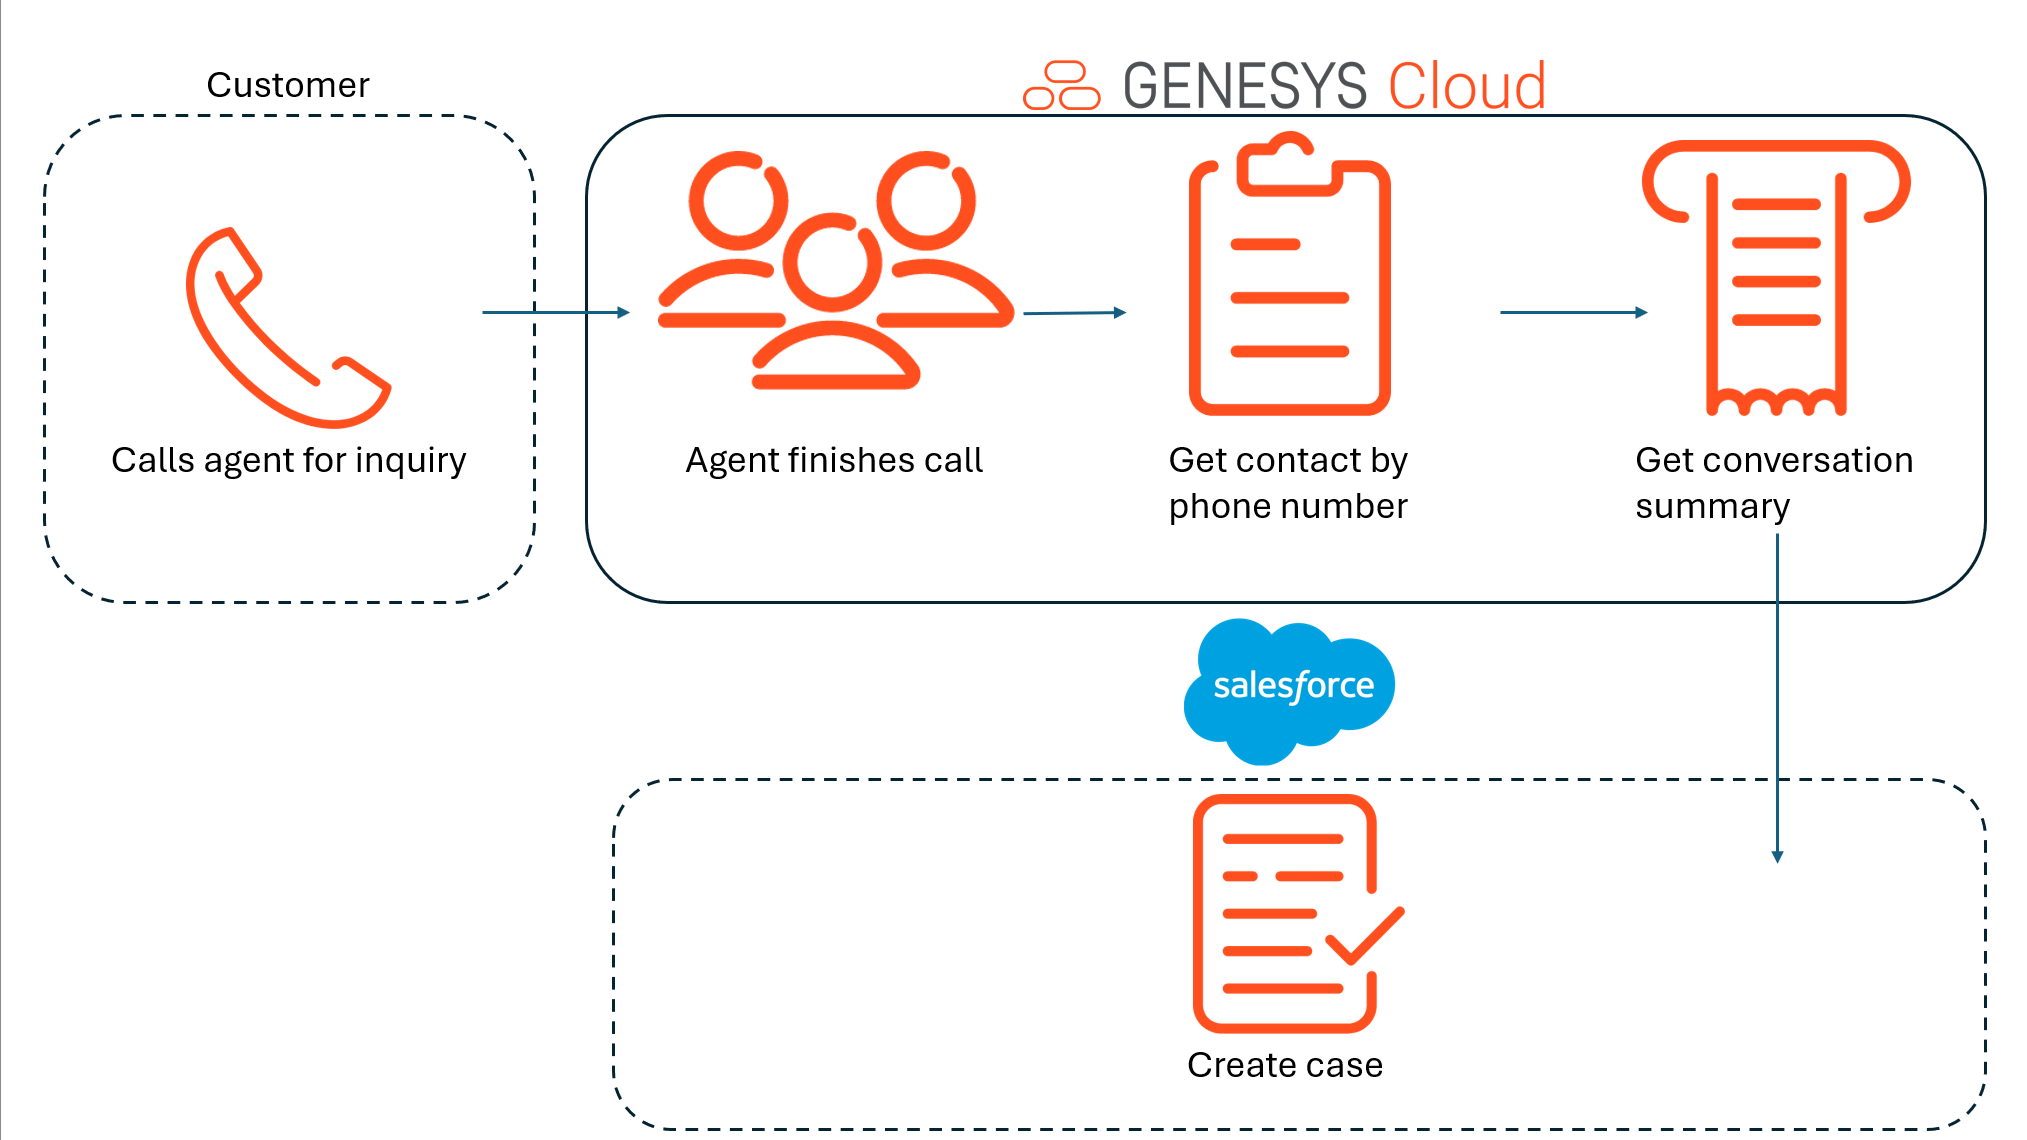 Customer
GENESYS Cloud
Calls agent for inquiry
Agent finishes call
Get contact by
phone number
Get conversation
summary
salesforce
Create case